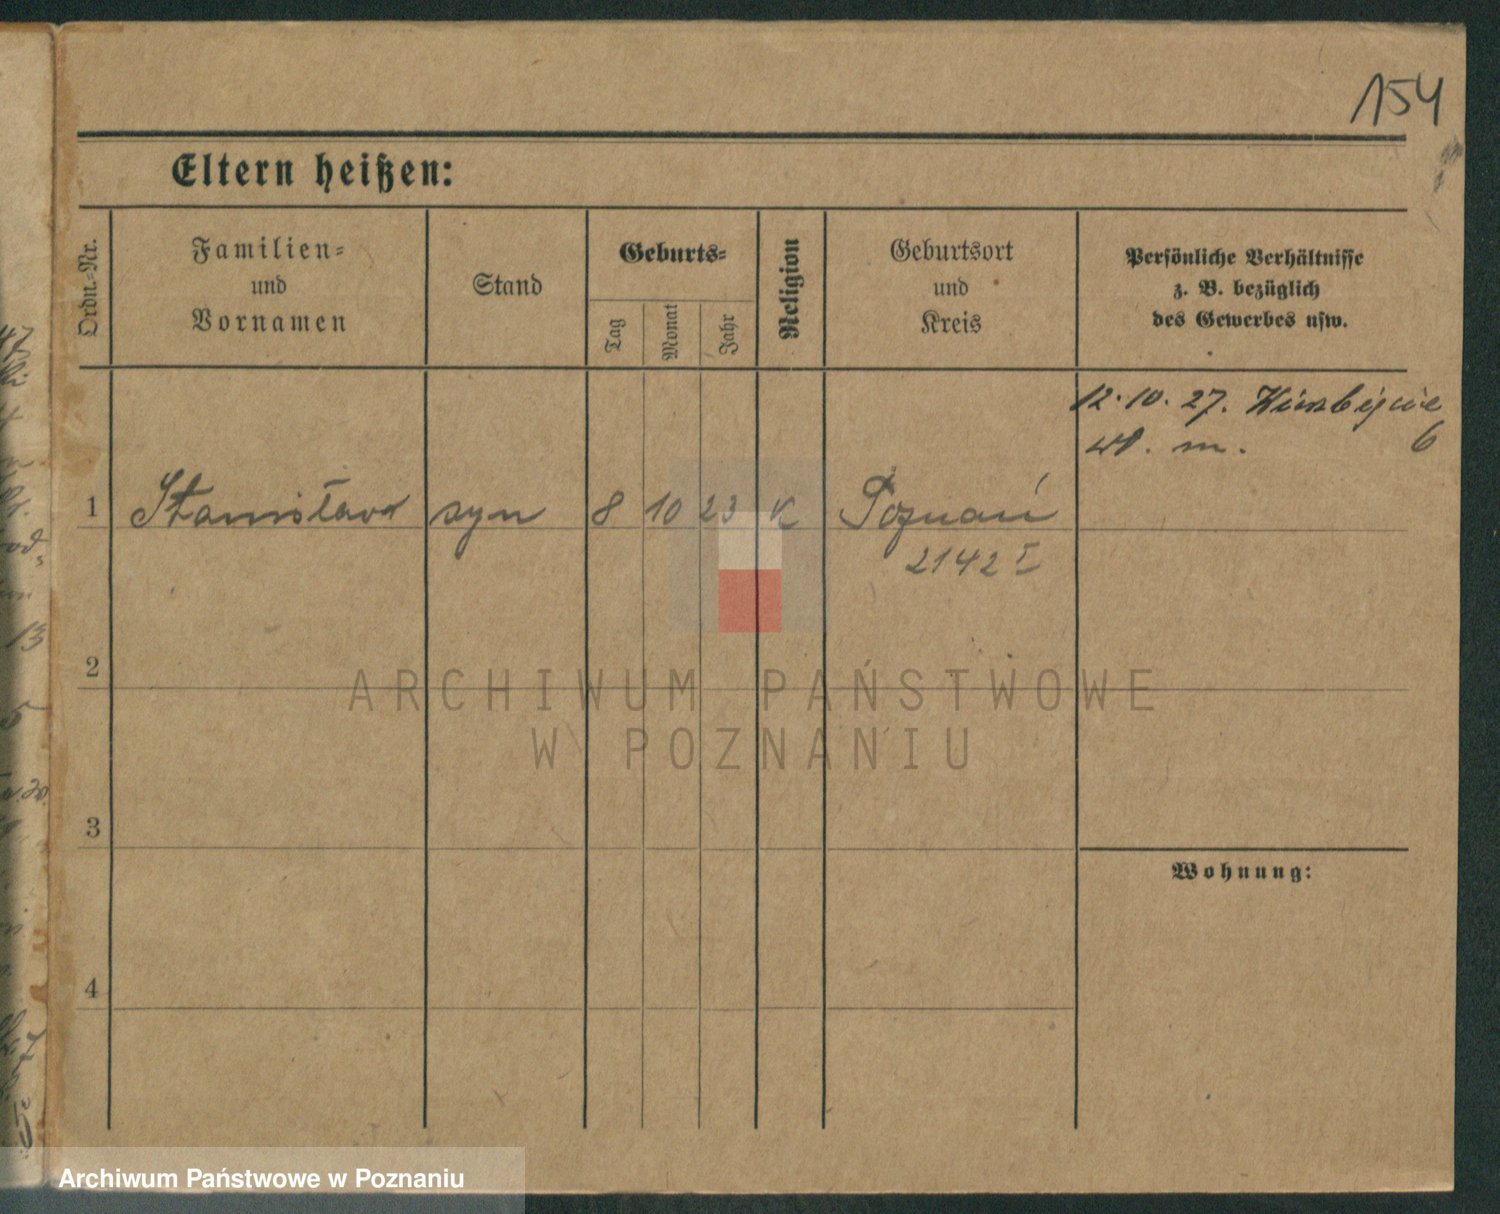 154
Eltern heißen:
Ordn.-Nr.
Familien-
und
Vornamen
Stand
Geburts-
Tag
Monat
Jahr
Religion
Geburtsort
und
Kreis
Persönliche Verhältnisse
z. B. bezüglich
des Gewerbes usw.
12.10.27.
wł. m. 6
1 Stanisław syn 8 10 23 K Poznań
2142 I
2
ARCHIWUM PAŃSTWOWE
W POZNANIU
3
Wohnung:
4
Archiwum Państwowe w Poznaniu